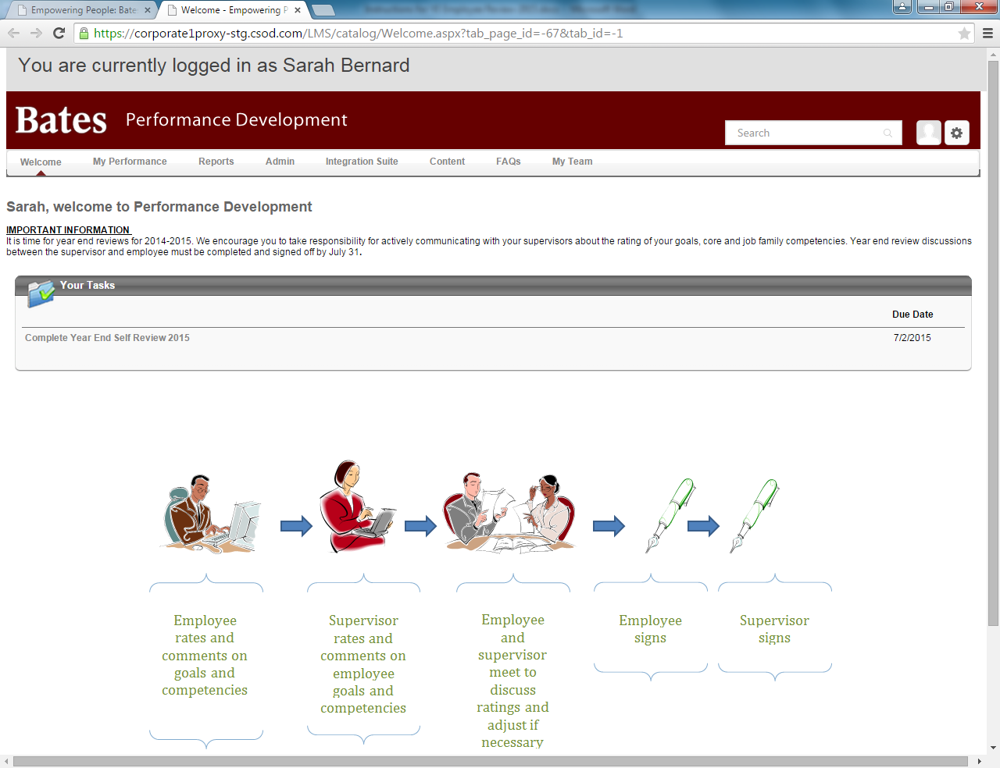 Empowering People: Bate
Welcome - Empowering P
https://corporate1proxy-stg.csod.com/LMS/catalog/Welcome.aspx?tab_page_id=-67&tab_id=-1
You are currently logged in as Sarah Bernard
Bates Performance Development
Search
Welcome My Performance Reports Admin Integration Suite Content FAQs My Team
Sarah, welcome to Performance Development
IMPORTANT INFORMATION
It is time for year end reviews for 2014-2015. We encourage you to take responsibility for actively communicating with your supervisors about the rating of your goals, core and job family competencies. Year end review discussions
between the supervisor and employee must be completed and signed off by July 31.
Your Tasks
Due Date
Complete Year End Self Review 2015 7/2/2015
Employee
rates and
comments on
goals and
competencies
Supervisor
rates and
comments on
employee
goals and
competencies
Employee
and
supervisor
meet to
discuss
ratings and
adjust if
necessary
Employee
signs
Supervisor
signs